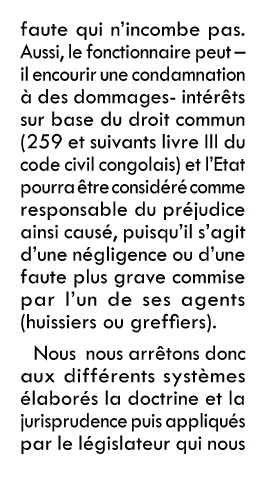 faute qui n’incombe pas.
Aussi, le fonctionnaire peut –
il encourir une condamnation
à des dommages- intérêts
sur base du droit commun
(259 et suivants livre III du
code civil congolais) et l’Etat
pourra être considéré comme
responsable du préjudice
ainsi causé, puisqu’il s’agit
d’une négligence ou d’une
faute plus grave commise
par l’un de ses agents
(huissiers ou greffiers).
Nous nous arrêtons donc
aux différents systèmes
élaborés la doctrine et la
jurisprudence puis appliqués
par le législateur qui nous